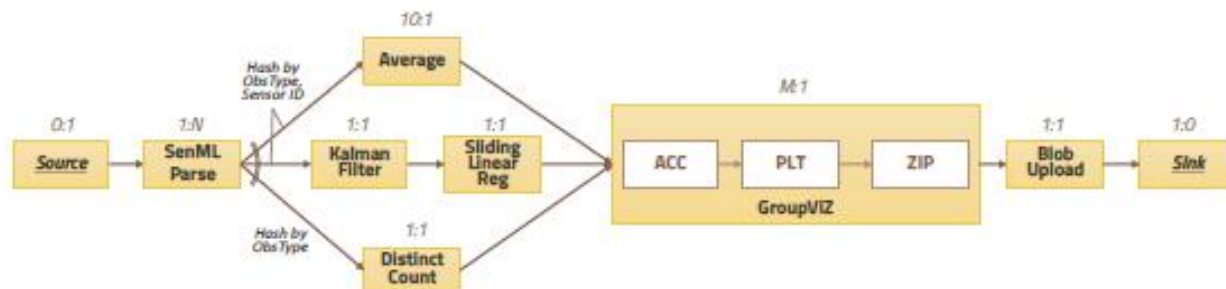 10:1
Average
Hash by
ObsType,
Sensor ID
0:1
Source
1:N
SenML
Parse
1:1
Kalman
Filter
1:1
Sliding
Linear
Reg
Hash by
ObsType
1:1
Distinct
Count
M:1
ACC
PLT
ZIP
GroupVIZ
1:1
Blob
Upload
1:0
Sink